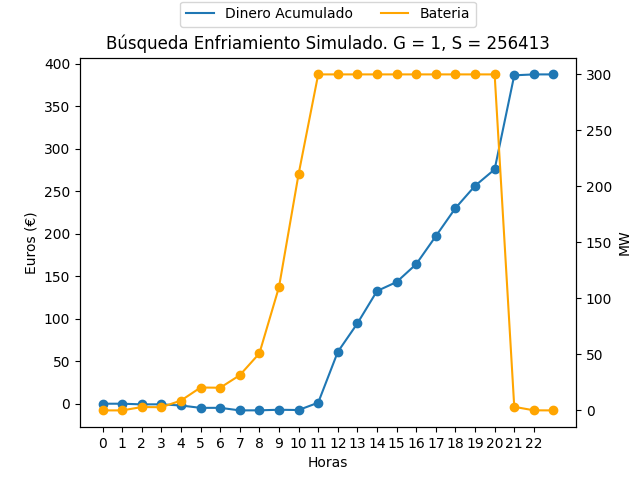 Dinero Acumulado Bateria
Búsqueda Enfriamiento Simulado. G = 1, S = 256413
400
350
300
250
200
150
100
50
0
Euros (€)
300
250
200
150
100
50
0
MW
0 1 2 3 4 5 6 7 8 9 10 11 12 13 14 15 16 17 18 19 20 21 22
Horas